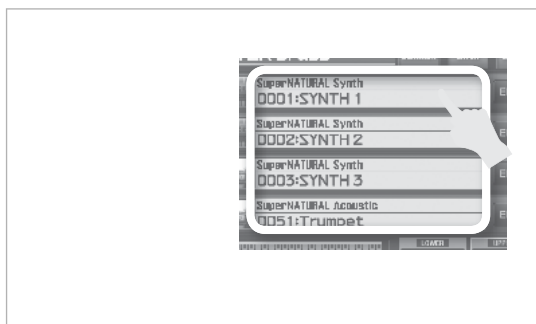 SuperNATURAL Synth
0001:SYNTH 1
SuperNATURAL Synth
0002:SYNTH 2
SuperNATURAL Synth
0003:SYNTH 3
SuperNATURAL Acoustic
0051:Trumpet
LOWER